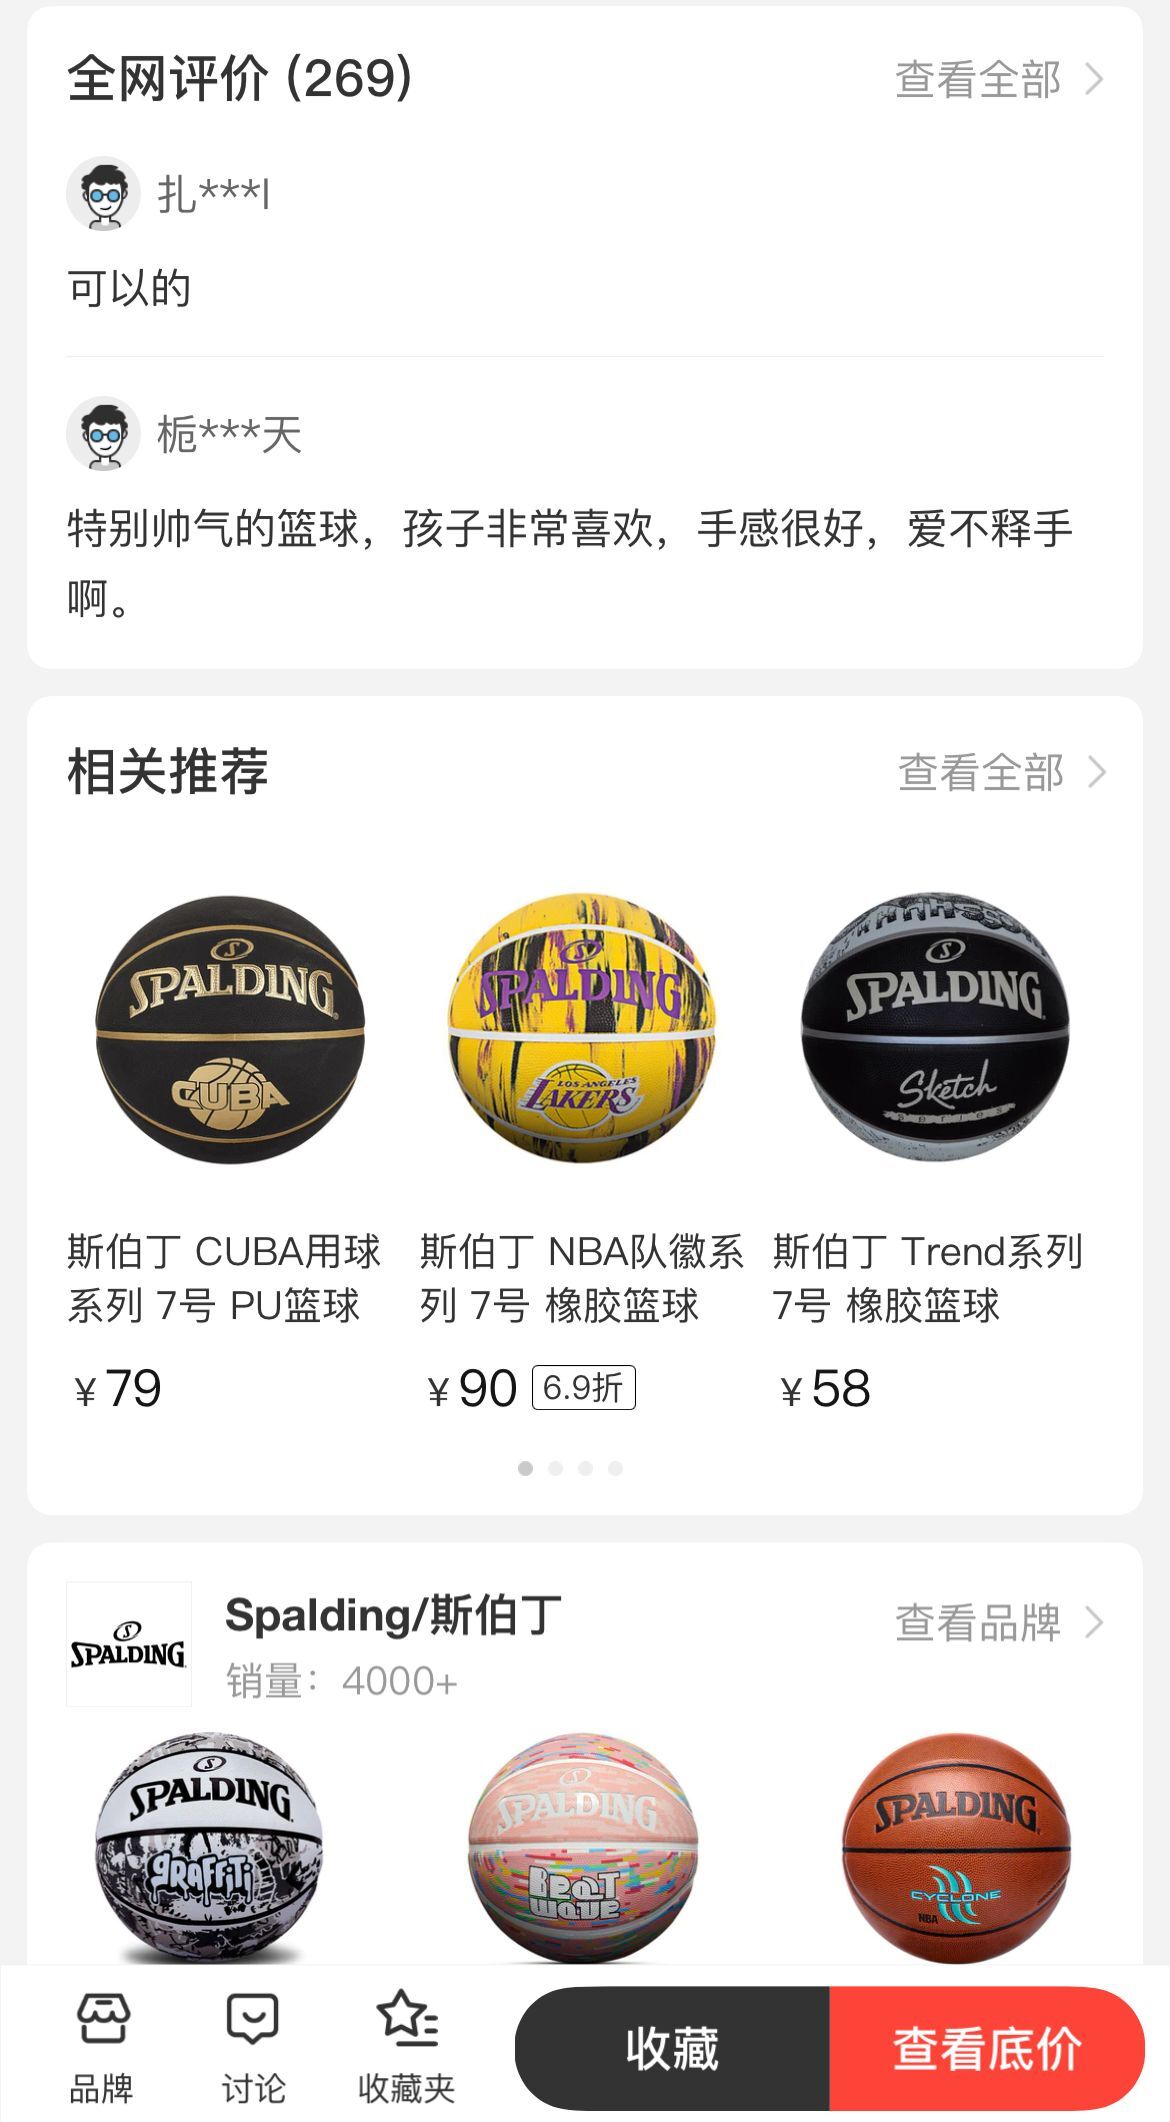 全网评价 (269)
查看全部
扎***l
可以的
栀***天
特别帅气的篮球，孩子非常喜欢，手感很好，爱不释手
啊。
相关推荐
查看全部
SPALDING
CUBA
SPALDING
LOS ANGELES
LAKERS
SPALDING
Sketch
series
斯伯丁 CUBA用球
系列 7号 PU篮球
¥79
斯伯丁 NBA队徽系
列 7号 橡胶篮球
¥90 6.9折
斯伯丁 Trend系列
7号 橡胶篮球
¥58
SPALDING
Spalding/斯伯丁
查看品牌
销量：4000+
SPALDING
GRAFFITI
SPALDING
BEAT
WAVE
SPALDING
CYCLONE
NBA
品牌
讨论
收藏夹
收藏
查看底价